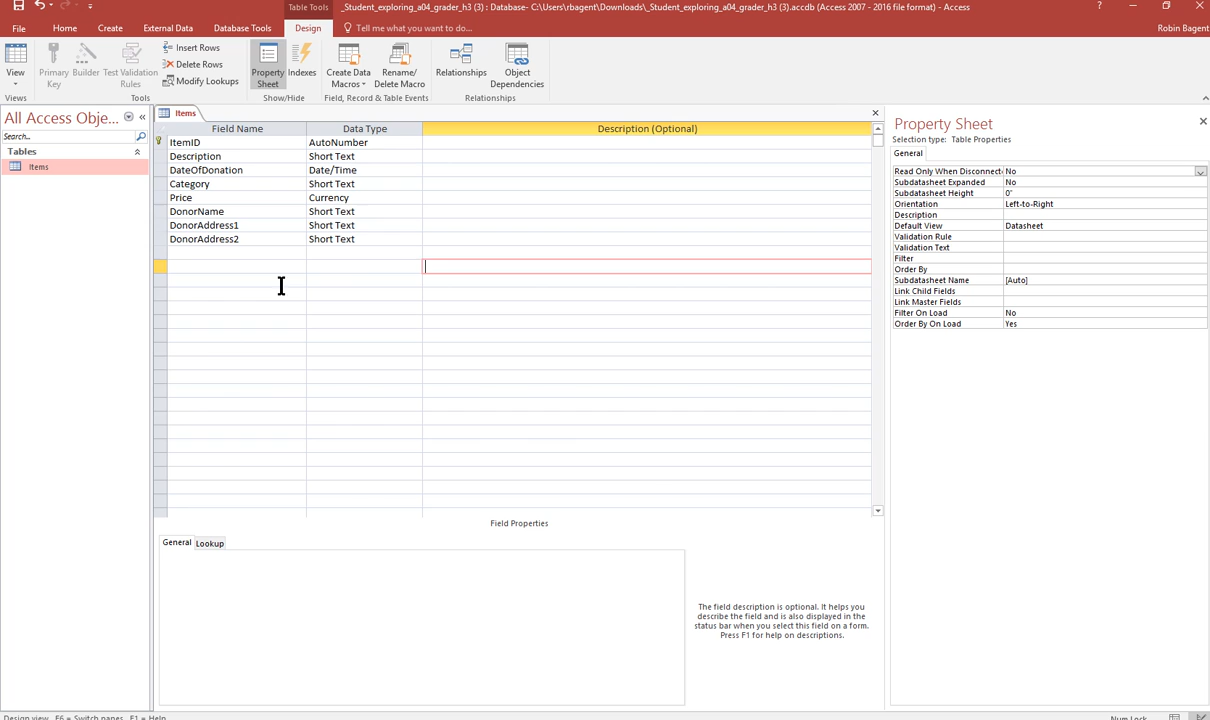 Table Tools
_Student_exploring_a04_grader_h3 (3) : Database- C:\Users\rbagent\Downloads\_Student_exploring_a04_grader_h3 (3).accdb (Access 2007 - 2016 file format) - Access
?
File Home Create External Data Database Tools Design Tell me what you want to do... Robin Bagent
View Primary Key Builder Test Validation Rules Insert Rows Delete Rows Modify Lookups Property Sheet Indexes Create Data Macros Rename/ Delete Macro Relationships Object Dependencies
Views Tools Show/Hide Field, Record & Table Events Relationships
All Access Obje...
Search...
Tables
Items
Items
Field Name Data Type Description (Optional)
ItemID AutoNumber
Description Short Text
DateOfDonation Date/Time
Category Short Text
Price Currency
DonorName Short Text
DonorAddress1 Short Text
DonorAddress2 Short Text
Field Properties
General Lookup
The field description is optional. It helps you
describe the field and is also displayed in the
status bar when you select this field on a form.
Press F1 for help on descriptions.
Property Sheet
Selection type: Table Properties
General
Read Only When Disconnect No
Subdatasheet Expanded No
Subdatasheet Height 0"
Orientation Left-to-Right
Description
Default View Datasheet
Validation Rule
Validation Text
Filter
Order By
Subdatasheet Name [Auto]
Link Child Fields
Link Master Fields
Filter On Load No
Order By On Load Yes
Design view. F6 = Switch panes. F1 = Help. Num Lock